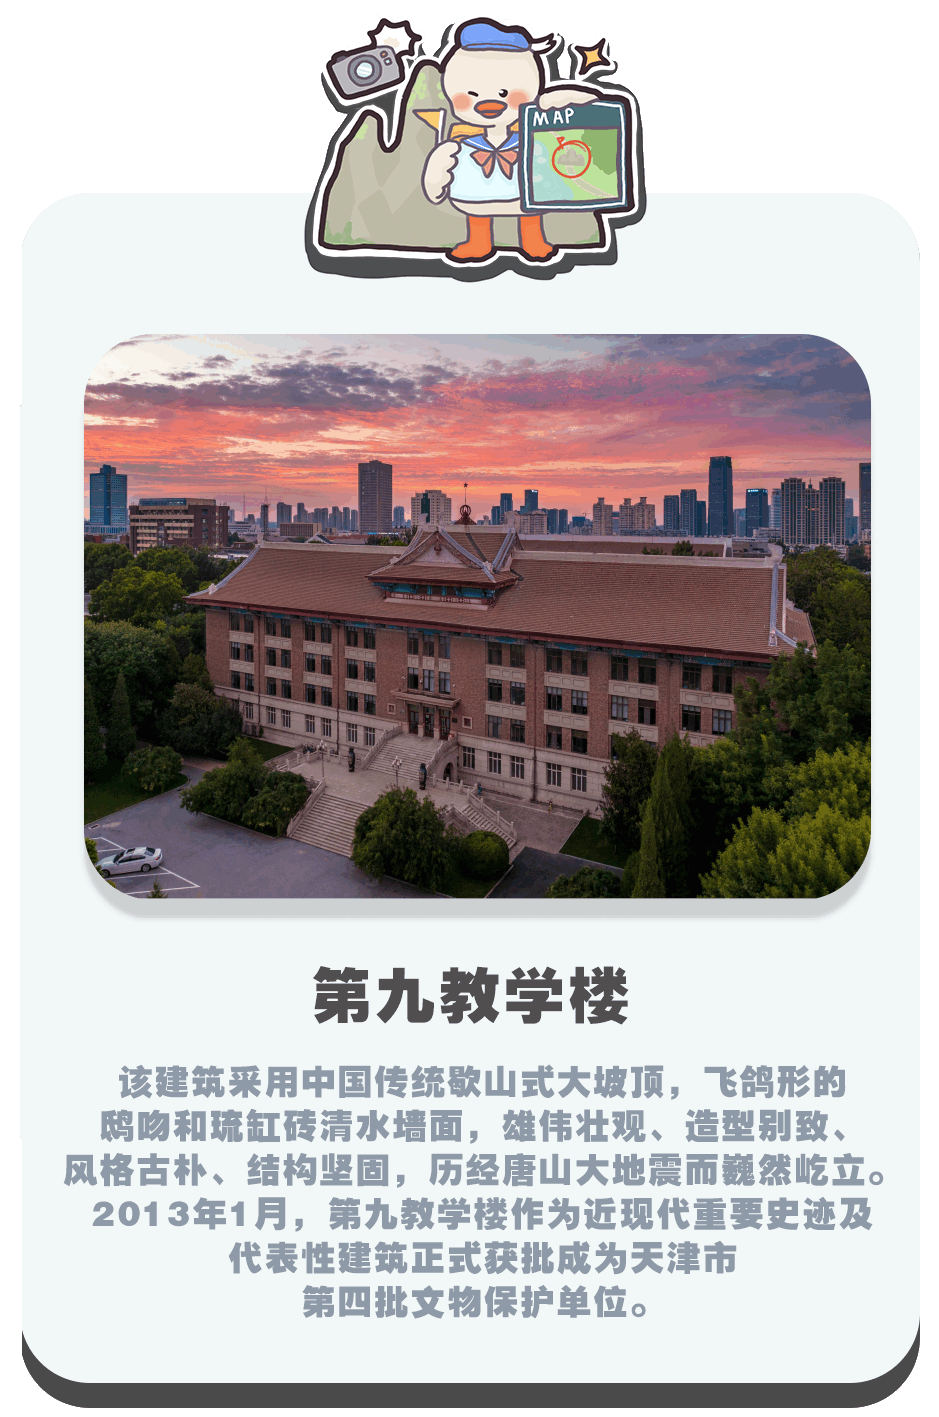 MAP
第九教学楼
该建筑采用中国传统歇山式大坡顶，飞鸽形的
鸱吻和琉缸砖清水墙面，雄伟壮观、造型别致、
风格古朴、结构坚固，历经唐山大地震而巍然屹立。
2013年1月，第九教学楼作为近现代重要史迹及
代表性建筑正式获批成为天津市
第四批文物保护单位。